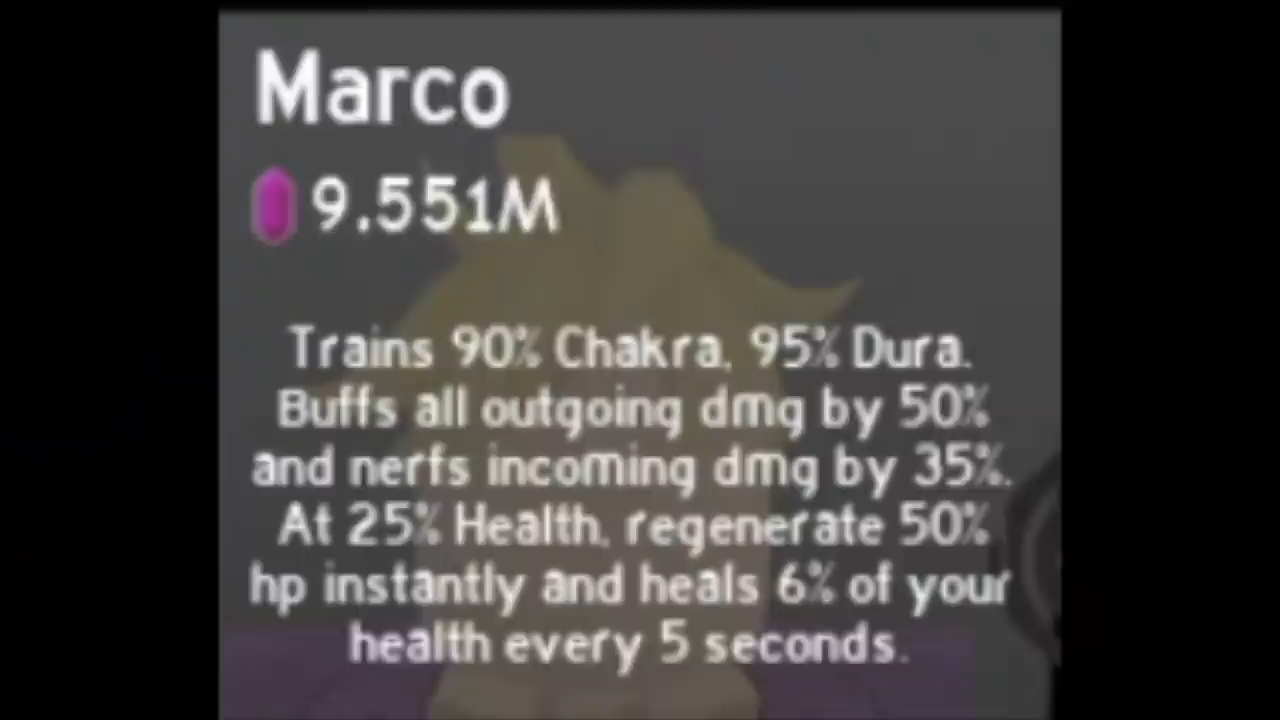 Marco
9.551M
Trains 90% Chakra, 95% Dura.
Buffs all outgoing dmg by 50%
and nerfs incoming dmg by 35%.
At 25% Health, regenerate 50%
hp instantly and heals 6% of your
health every 5 seconds.